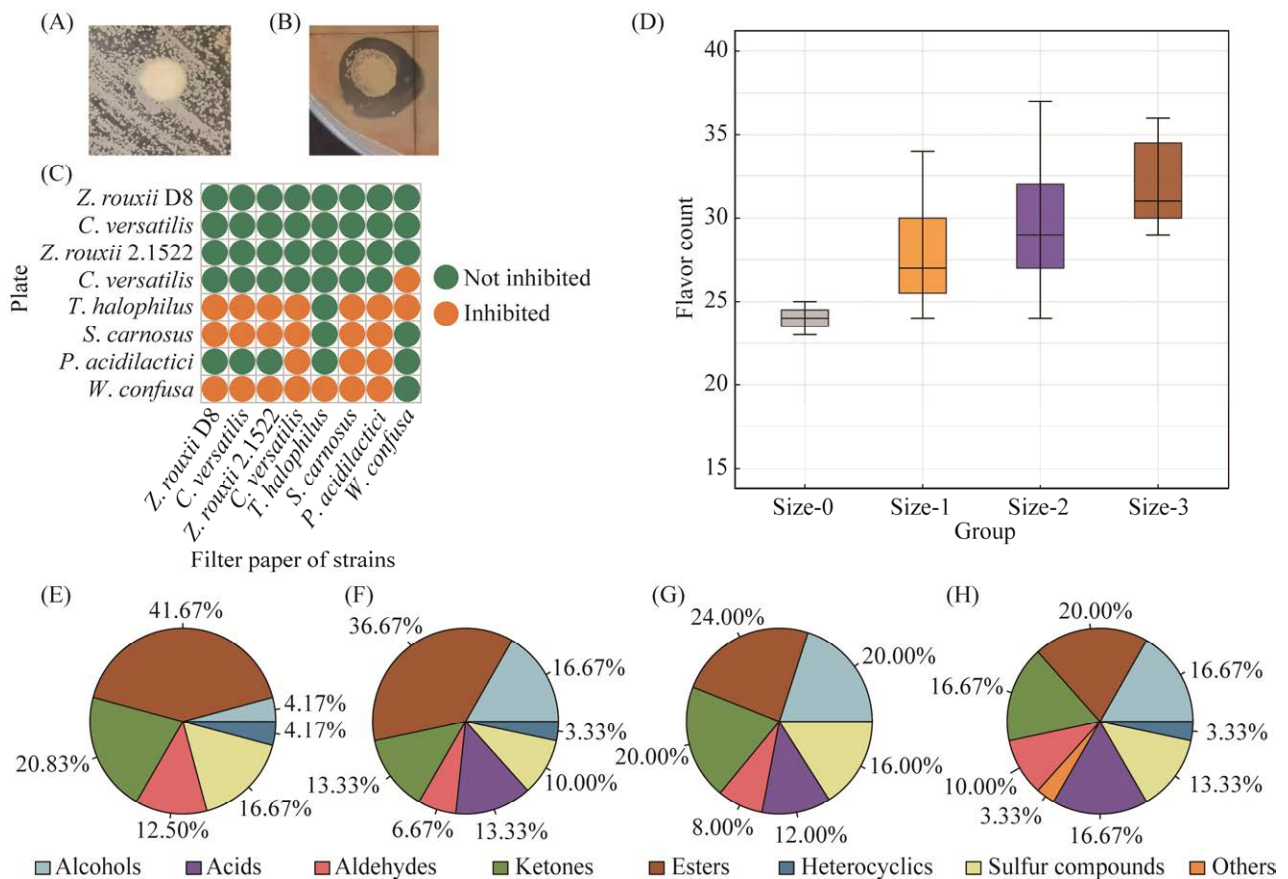 (A)
(B)
(C)
Plate
Z. rouxii D8
C. versatilis
Z. rouxii 2.1522
C. versatilis
T. halophilus
S. carnosus
P. acidilactici
W. confusa
Not inhibited
Inhibited
Z. rouxii D8
C. versatilis
Z. rouxii 2.1522
C. versatilis
T. halophilus
S. carnosus
P. acidilactici
W. confusa
Filter paper of strains
(D)
Flavor count
40
35
30
25
20
15
Size-0 Size-1 Size-2 Size-3
Group
(E)
41.67%
4.17%
4.17%
16.67%
12.50%
20.83%
(F)
36.67%
16.67%
3.33%
10.00%
13.33%
6.67%
13.33%
(G)
24.00%
20.00%
16.00%
12.00%
8.00%
20.00%
(H)
20.00%
16.67%
3.33%
13.33%
16.67%
3.33%
10.00%
16.67%
Alcohols Acids Aldehydes Ketones Esters Heterocyclics Sulfur compounds Others